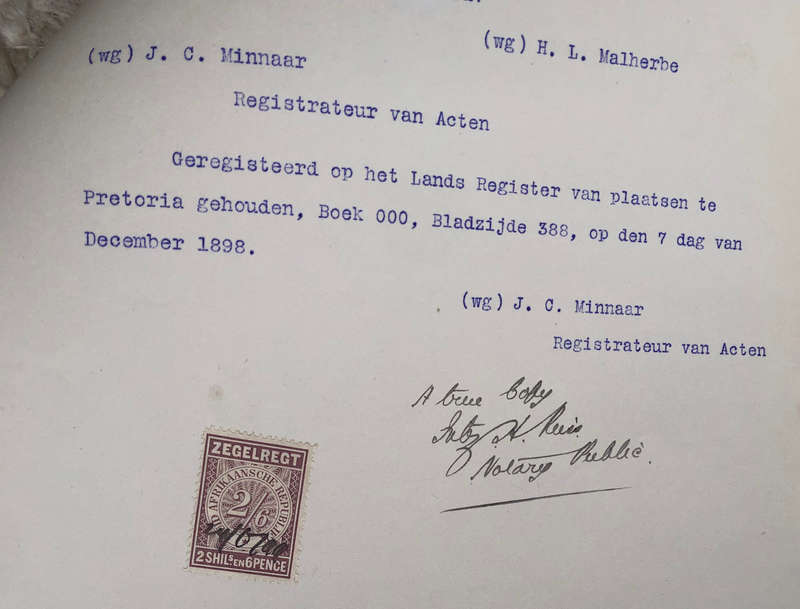 (wg) H. L. Malherbe
(wg) J. C. Minnaar
Registrateur van Acten
Geregisteerd op het Lands Register van plaatsen te
Pretoria gehouden, Boek 000, Bladzijde 388, op den 7 dag van
December 1898.
(wg) J. C. Minnaar
Registrateur van Acten
A true Copy
Notary Public.
ZEGELREGT
ZUID AFRIKAANSCHE REPUBLIEK
2/6
2 SHILS EN 6 PENCE